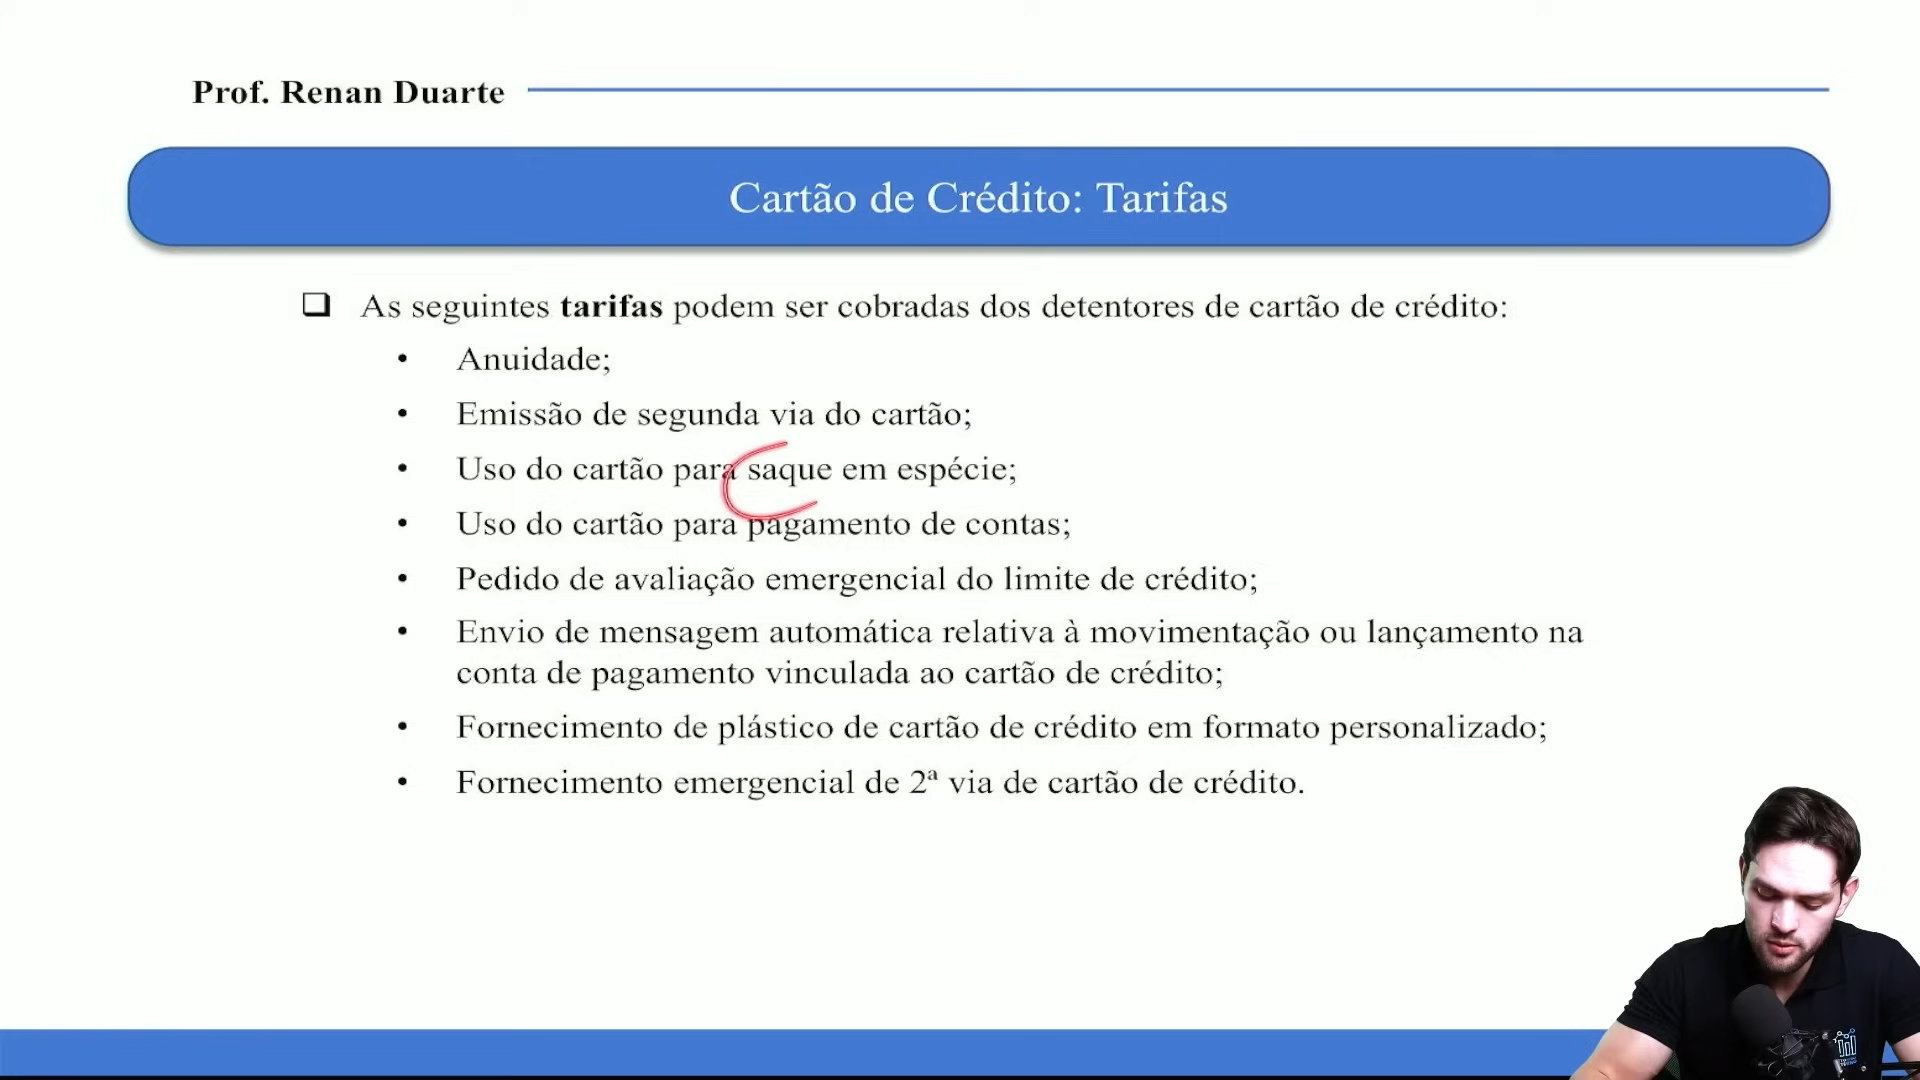 Prof. Renan Duarte
Cartão de Crédito: Tarifas
❑ As seguintes tarifas podem ser cobradas dos detentores de cartão de crédito:
• Anuidade;
• Emissão de segunda via do cartão;
• Uso do cartão para saque em espécie;
• Uso do cartão para pagamento de contas;
• Pedido de avaliação emergencial do limite de crédito;
• Envio de mensagem automática relativa à movimentação ou lançamento na
conta de pagamento vinculada ao cartão de crédito;
• Fornecimento de plástico de cartão de crédito em formato personalizado;
• Fornecimento emergencial de 2ª via de cartão de crédito.